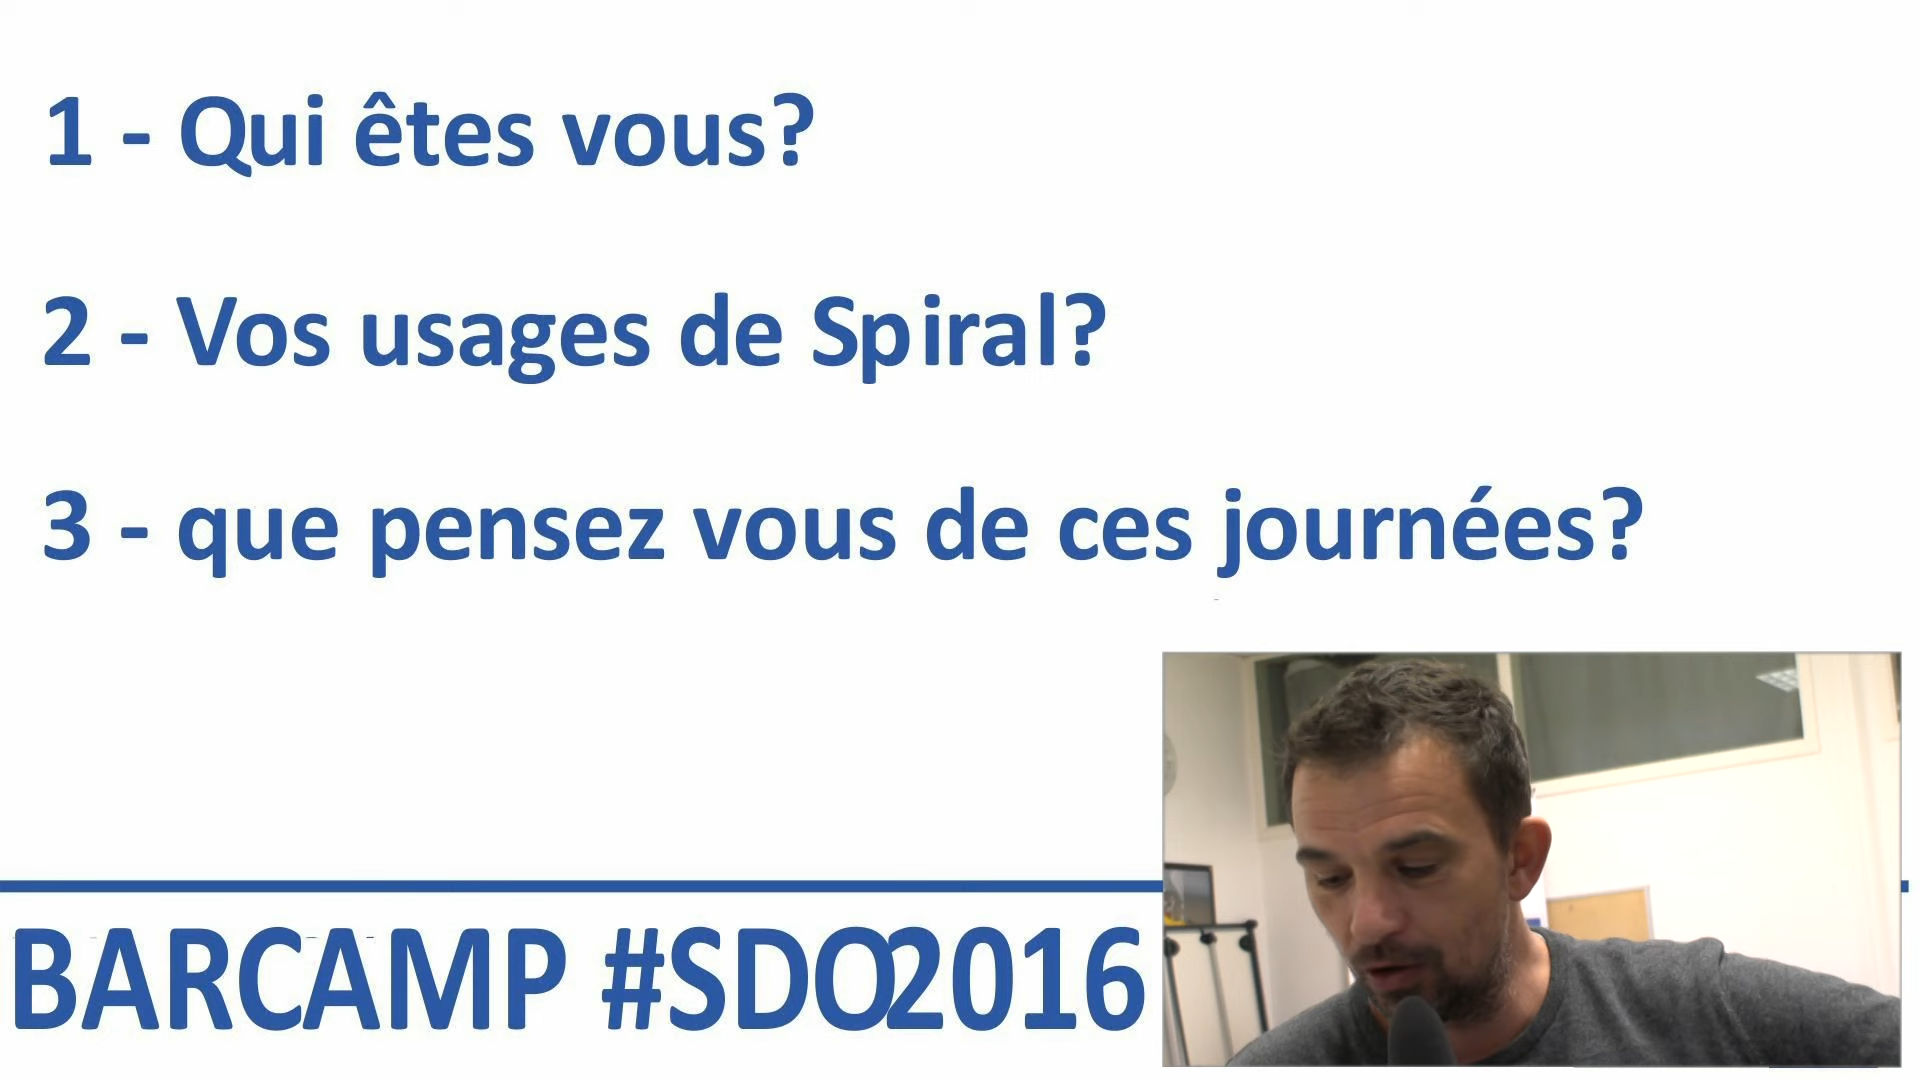 1 - Qui êtes vous?
2 - Vos usages de Spiral?
3 - que pensez vous de ces journées?
BARCAMP #SDO2016